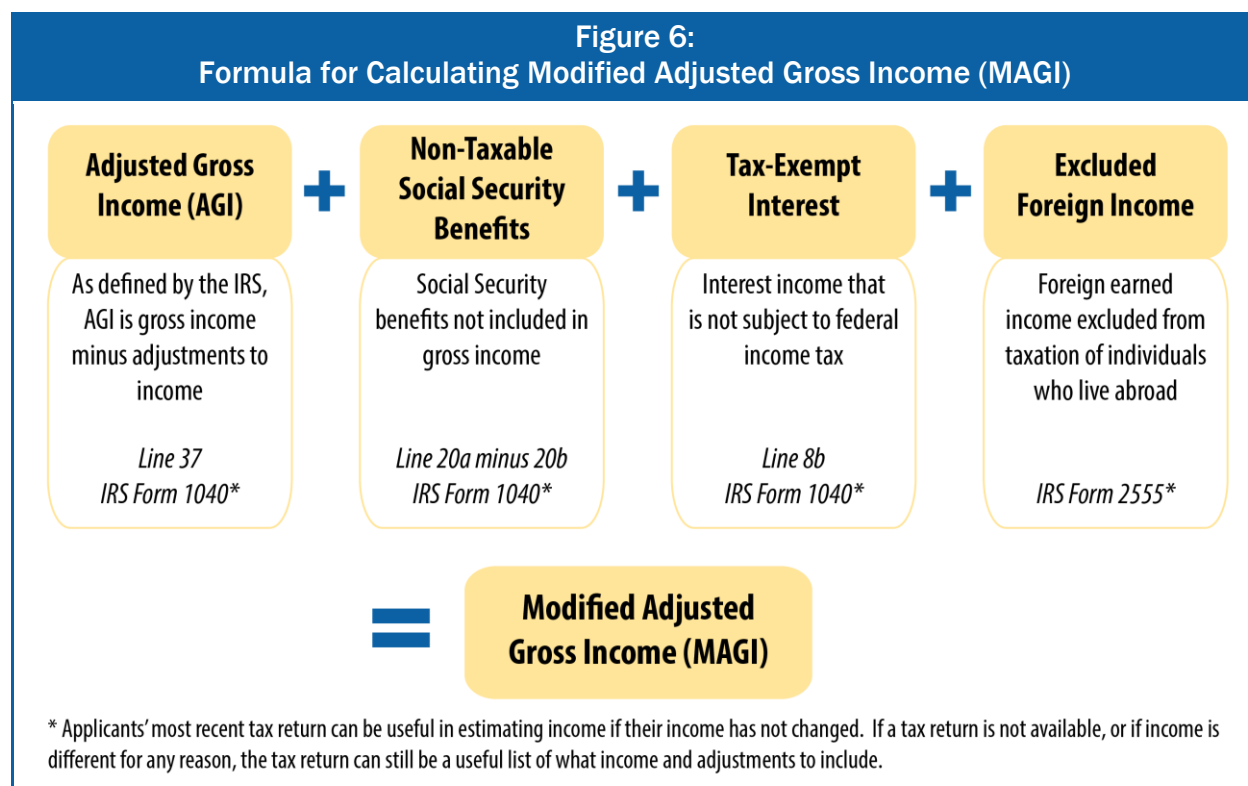 Figure 6:
Formula for Calculating Modified Adjusted Gross Income (MAGI)
Adjusted Gross
Income (AGI)
+
Non-Taxable
Social Security
Benefits
+
Tax-Exempt
Interest
+
Excluded
Foreign Income
As defined by the IRS,
AGI is gross income
minus adjustments to
income
Line 37
IRS Form 1040*
Social Security
benefits not included in
gross income
Line 20a minus 20b
IRS Form 1040*
Interest income that
is not subject to federal
income tax
Line 8b
IRS Form 1040*
Foreign earned
income excluded from
taxation of individuals
who live abroad
IRS Form 2555*
=
Modified Adjusted
Gross Income (MAGI)
* Applicants' most recent tax return can be useful in estimating income if their income has not changed.  If a tax return is not available, or if income is
different for any reason, the tax return can still be a useful list of what income and adjustments to include.